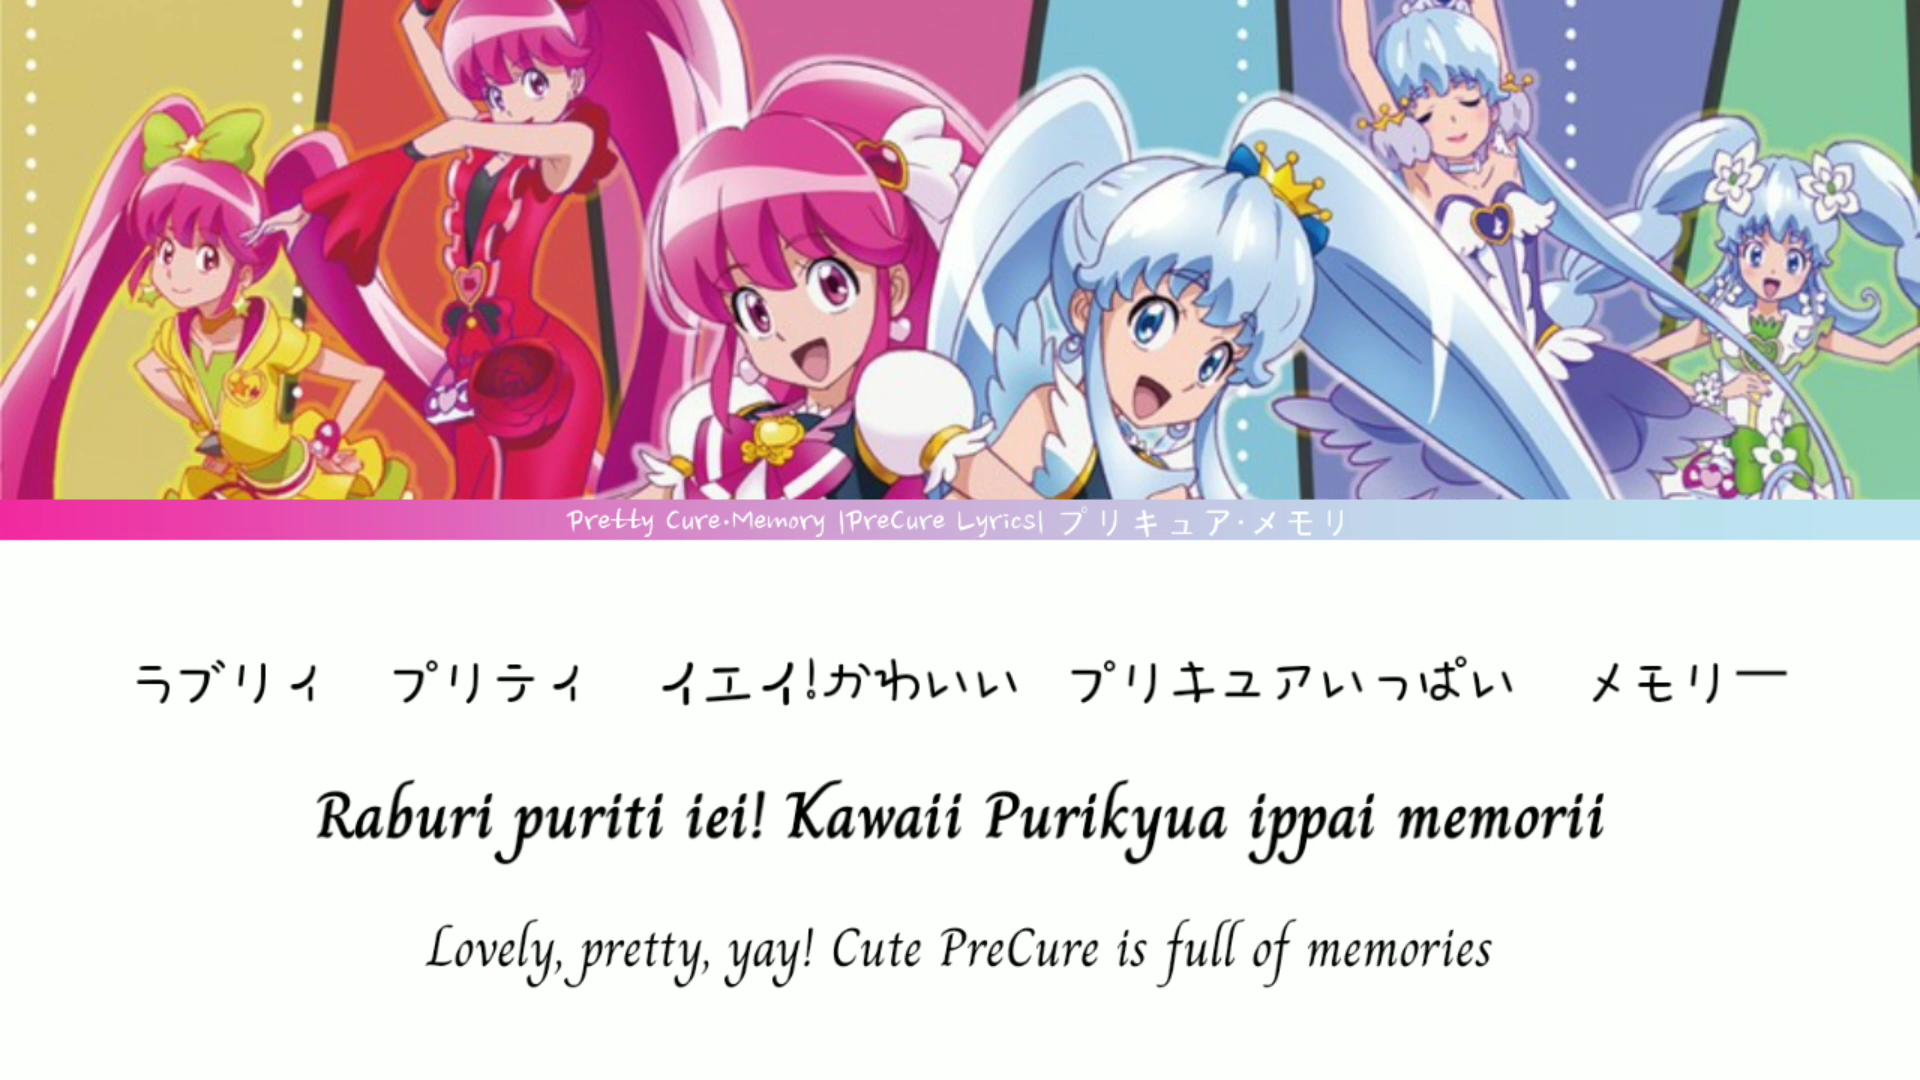 Pretty Cure•Memory |PreCure Lyrics| プリキュア•メモリ
ラブリィ　プリティ　イエイ!かわいい　プリキュアいっぱい　メモリー
Raburi puriti iei! Kawaii Purikyua ippai memorii
Lovely, pretty, yay! Cute PreCure is full of memories